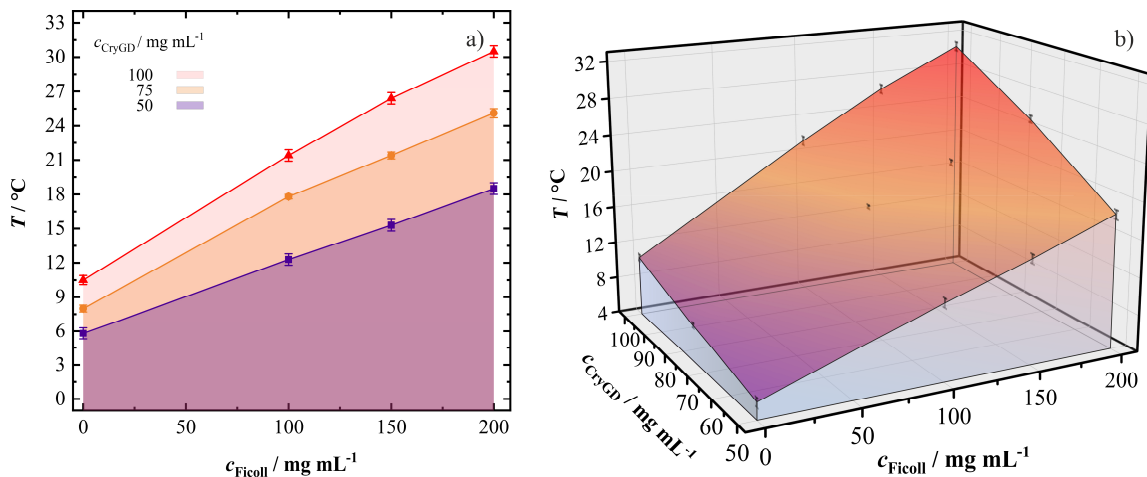 a)
c_CryGD / mg mL⁻¹
100
75
50
33
30
27
24
21
18
15
12
9
6
3
0
T / °C
0 50 100 150 200
c_Ficoll / mg mL⁻¹
b)
32
28
24
20
16
12
8
4
T / °C
100
90
80
70
60
50
c_CryGD / mg mL⁻¹
0 50 100 150 200
c_Ficoll / mg mL⁻¹